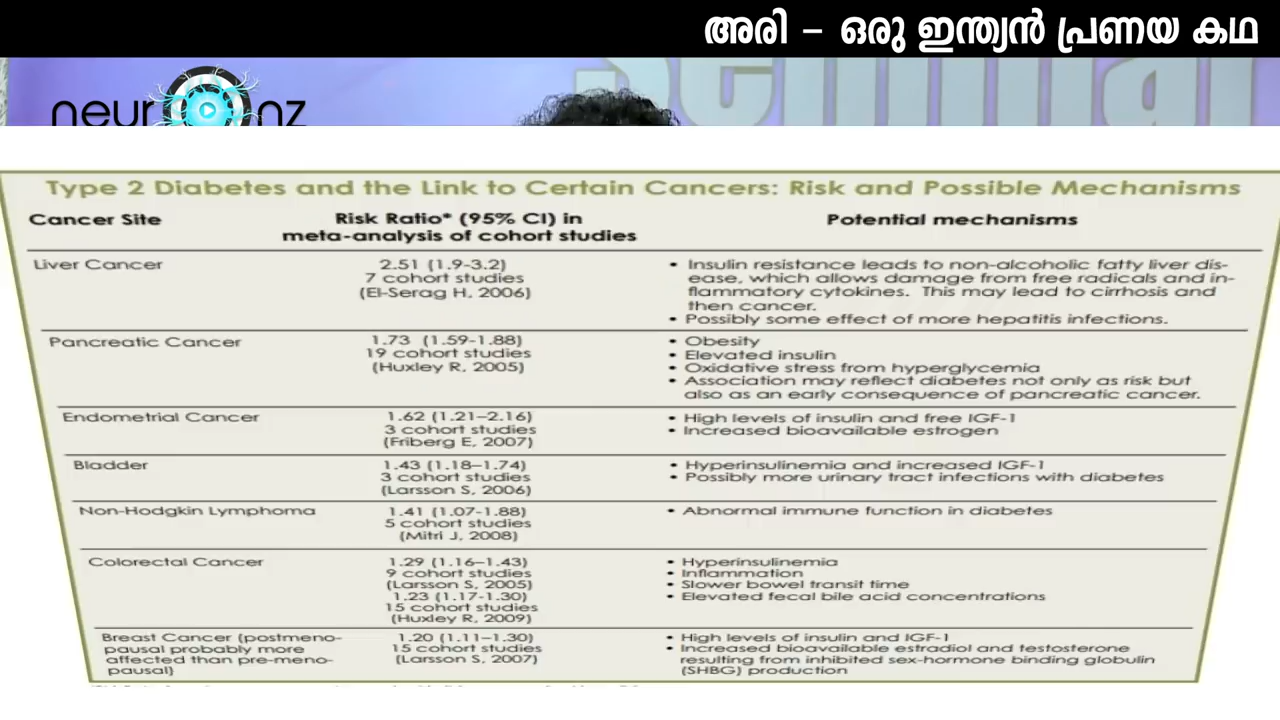 അരി – ഒരു ഇന്ത്യൻ പ്രണയ കഥ
Seminar
neuronz
Type 2 Diabetes and the Link to Certain Cancers: Risk and Possible Mechanisms
Cancer Site
Risk Ratio* (95% CI) in
meta-analysis of cohort studies
Potential mechanisms
Liver Cancer
2.51 (1.9-3.2)
7 cohort studies
(El-Serag H, 2006)
• Insulin resistance leads to non-alcoholic fatty liver dis-
ease, which allows damage from free radicals and in-
flammatory cytokines. This may lead to cirrhosis and
then cancer.
• Possibly some effect of more hepatitis infections.
Pancreatic Cancer
1.73 (1.59-1.88)
19 cohort studies
(Huxley R, 2005)
• Obesity
• Elevated insulin
• Oxidative stress from hyperglycemia
• Association may reflect diabetes not only as risk but
also as an early consequence of pancreatic cancer.
Endometrial Cancer
1.62 (1.21–2.16)
3 cohort studies
(Friberg E, 2007)
• High levels of insulin and free IGF-1
• Increased bioavailable estrogen
Bladder
1.43 (1.18–1.74)
3 cohort studies
(Larsson S, 2006)
• Hyperinsulinemia and increased IGF-1
• Possibly more urinary tract infections with diabetes
Non-Hodgkin Lymphoma
1.41 (1.07-1.88)
5 cohort studies
(Mitri J, 2008)
• Abnormal immune function in diabetes
Colorectal Cancer
1.29 (1.16–1.43)
9 cohort studies
(Larsson S, 2005)
1.23 (1.17-1.30)
15 cohort studies
(Huxley R, 2009)
• Hyperinsulinemia
• Inflammation
• Slower bowel transit time
• Elevated fecal bile acid concentrations
Breast Cancer (postmeno-
pausal probably more
affected than pre-meno-
pausal)
1.20 (1.11–1.30)
15 cohort studies
(Larsson S, 2007)
• High levels of insulin and IGF-1
• Increased bioavailable estradiol and testosterone
resulting from inhibited sex-hormone binding globulin
(SHBG) production